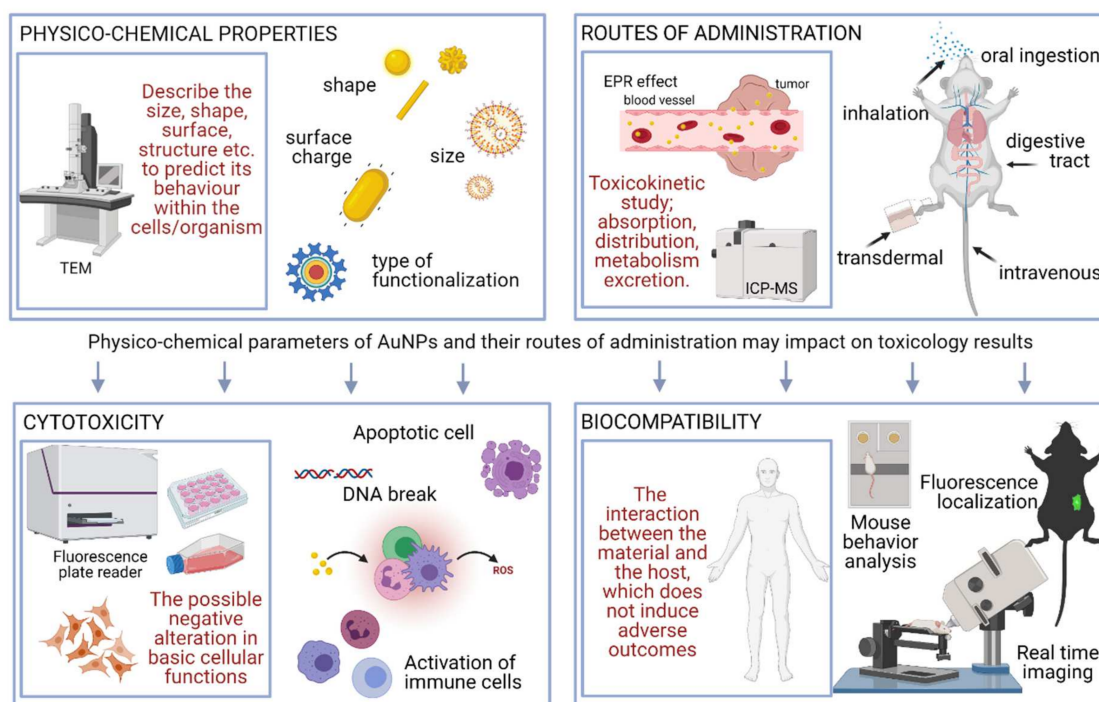 PHYSICO-CHEMICAL PROPERTIES
Describe the
size, shape,
surface,
structure etc.
to predict its
behaviour
within the
cells/organism
TEM
shape
surface
charge
size
type of
functionalization
ROUTES OF ADMINISTRATION
EPR effect
blood vessel
tumor
Toxicokinetic
study;
absorption,
distribution,
metabolism
excretion.
ICP-MS
oral ingestion
inhalation
digestive
tract
transdermal
intravenous
Physico-chemical parameters of AuNPs and their routes of administration may impact on toxicology results
CYTOTOXICITY
Fluorescence
plate reader
The possible
negative
alteration in
basic cellular
functions
Apoptotic cell
DNA break
ROS
Activation of
immune cells
BIOCOMPATIBILITY
The
interaction
between the
material and
the host,
which does
not induce
adverse
outcomes
Mouse
behavior
analysis
Fluorescence
localization
Real time
imaging